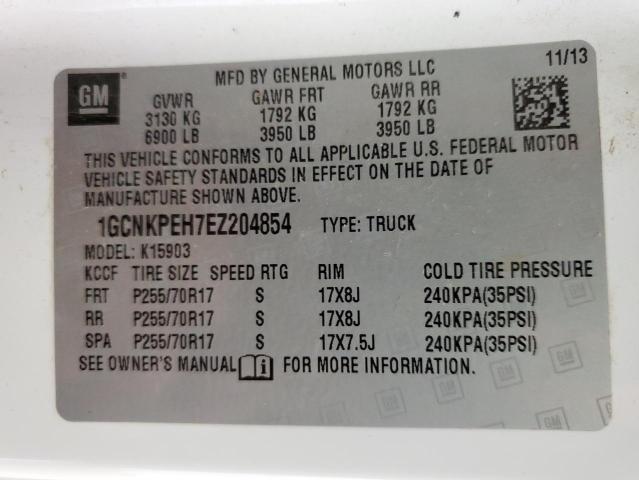 GM
MFD BY GENERAL MOTORS LLC 11/13
GVWR GAWR FRT GAWR RR
3130 KG 1792 KG 1792 KG
6900 LB 3950 LB 3950 LB
THIS VEHICLE CONFORMS TO ALL APPLICABLE U.S. FEDERAL MOTOR
VEHICLE SAFETY STANDARDS IN EFFECT ON THE DATE OF
MANUFACTURE SHOWN ABOVE.
1GCNKPEH7EZ204854 TYPE: TRUCK
MODEL: K15903
KCCF TIRE SIZE SPEED RTG RIM COLD TIRE PRESSURE
FRT P255/70R17 S 17X8J 240KPA(35PSI)
RR P255/70R17 S 17X8J 240KPA(35PSI)
SPA P255/70R17 S 17X7.5J 240KPA(35PSI)
SEE OWNER'S MANUAL FOR MORE INFORMATION.